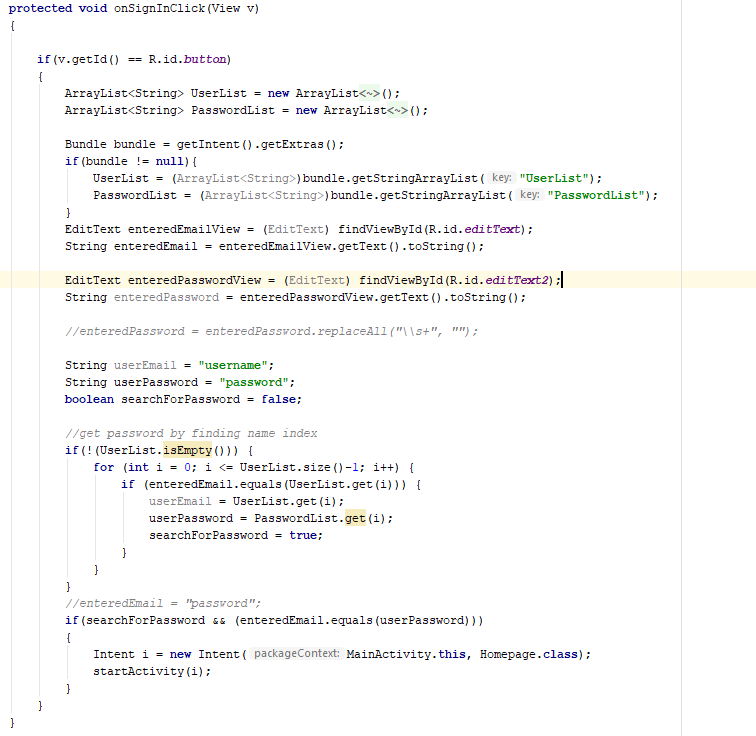 protected void onSignInClick(View v)
{
if(v.getId() == R.id.button)
{
ArrayList<String> UserList = new ArrayList<~>();
ArrayList<String> PasswordList = new ArrayList<~>();
Bundle bundle = getIntent().getExtras();
if(bundle != null){
UserList = (ArrayList<String>)bundle.getStringArrayList( key: "UserList");
PasswordList = (ArrayList<String>)bundle.getStringArrayList( key: "PasswordList");
}
EditText enteredEmailView = (EditText) findViewById(R.id.editText);
String enteredEmail = enteredEmailView.getText().toString();
EditText enteredPasswordView = (EditText) findViewById(R.id.editText2);
String enteredPassword = enteredPasswordView.getText().toString();
//enteredPassword = enteredPassword.replaceAll("\\s+", "");
String userEmail = "username";
String userPassword = "password";
boolean searchForPassword = false;
//get password by finding name index
if(!(UserList.isEmpty())) {
for (int i = 0; i <= UserList.size()-1; i++) {
if (enteredEmail.equals(UserList.get(i))) {
userEmail = UserList.get(i);
userPassword = PasswordList.get(i);
searchForPassword = true;
}
}
}
//enteredEmail = "password";
if(searchForPassword && (enteredEmail.equals(userPassword)))
{
Intent i = new Intent( packageContext: MainActivity.this, Homepage.class);
startActivity(i);
}
}
}